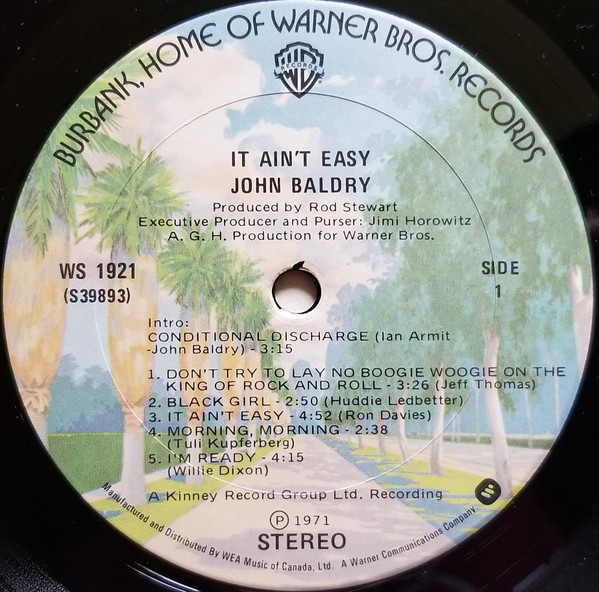 BURBANK, HOME OF WARNER BROS. RECORDS
RECORDS
WB
IT AIN'T EASY
JOHN BALDRY
Produced by Rod Stewart
Executive Producer and Purser: Jimi Horowitz
A. G. H. Production for Warner Bros.
WS 1921
(S39893)
SIDE
1
Intro:
CONDITIONAL DISCHARGE (Ian Armit
-John Baldry) - 3:15
1. DON'T TRY TO LAY NO BOOGIE WOOGIE ON THE
KING OF ROCK AND ROLL - 3:26 (Jeff Thomas)
2. BLACK GIRL - 2:50 (Huddie Ledbetter)
3. IT AIN'T EASY - 4:52 (Ron Davies)
4. MORNING, MORNING - 2:38
(Tuli Kupferberg)
5. I'M READY - 4:15
(Willie Dixon)
A Kinney Record Group Ltd. Recording
℗ 1971
STEREO
Manufactured and Distributed By WEA Music of Canada, Ltd. A Warner Communications Company